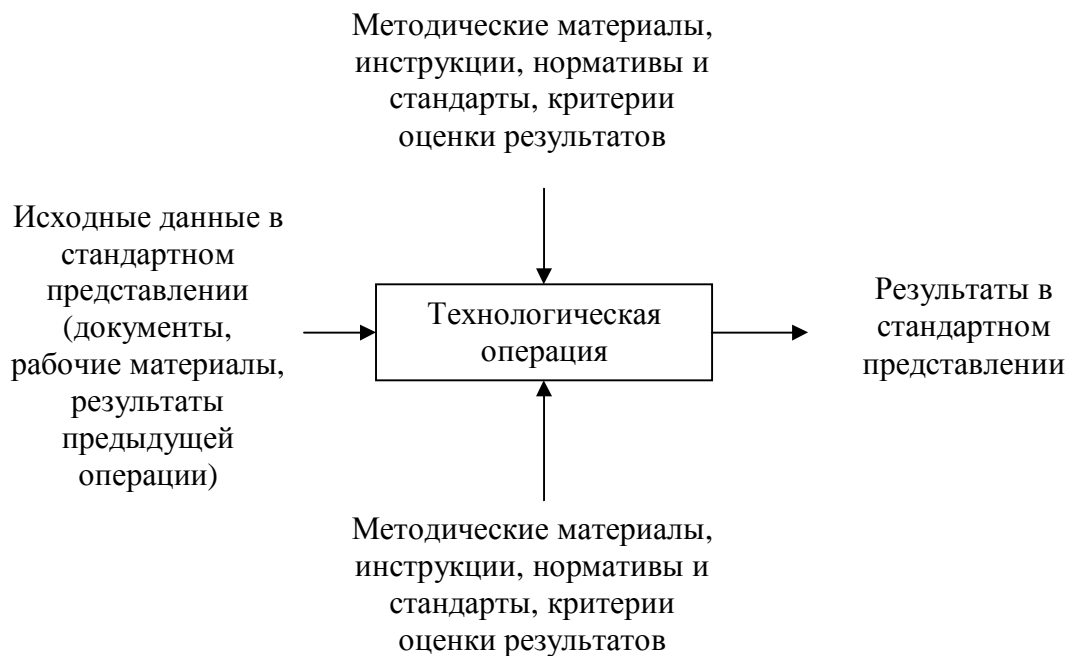 Методические материалы,
инструкции, нормативы и
стандарты, критерии
оценки результатов
Исходные данные в
стандартном
представлении
(документы,
рабочие материалы,
результаты
предыдущей
операции)
Технологическая
операция
Результаты в
стандартном
представлении
Методические материалы,
инструкции, нормативы и
стандарты, критерии
оценки результатов